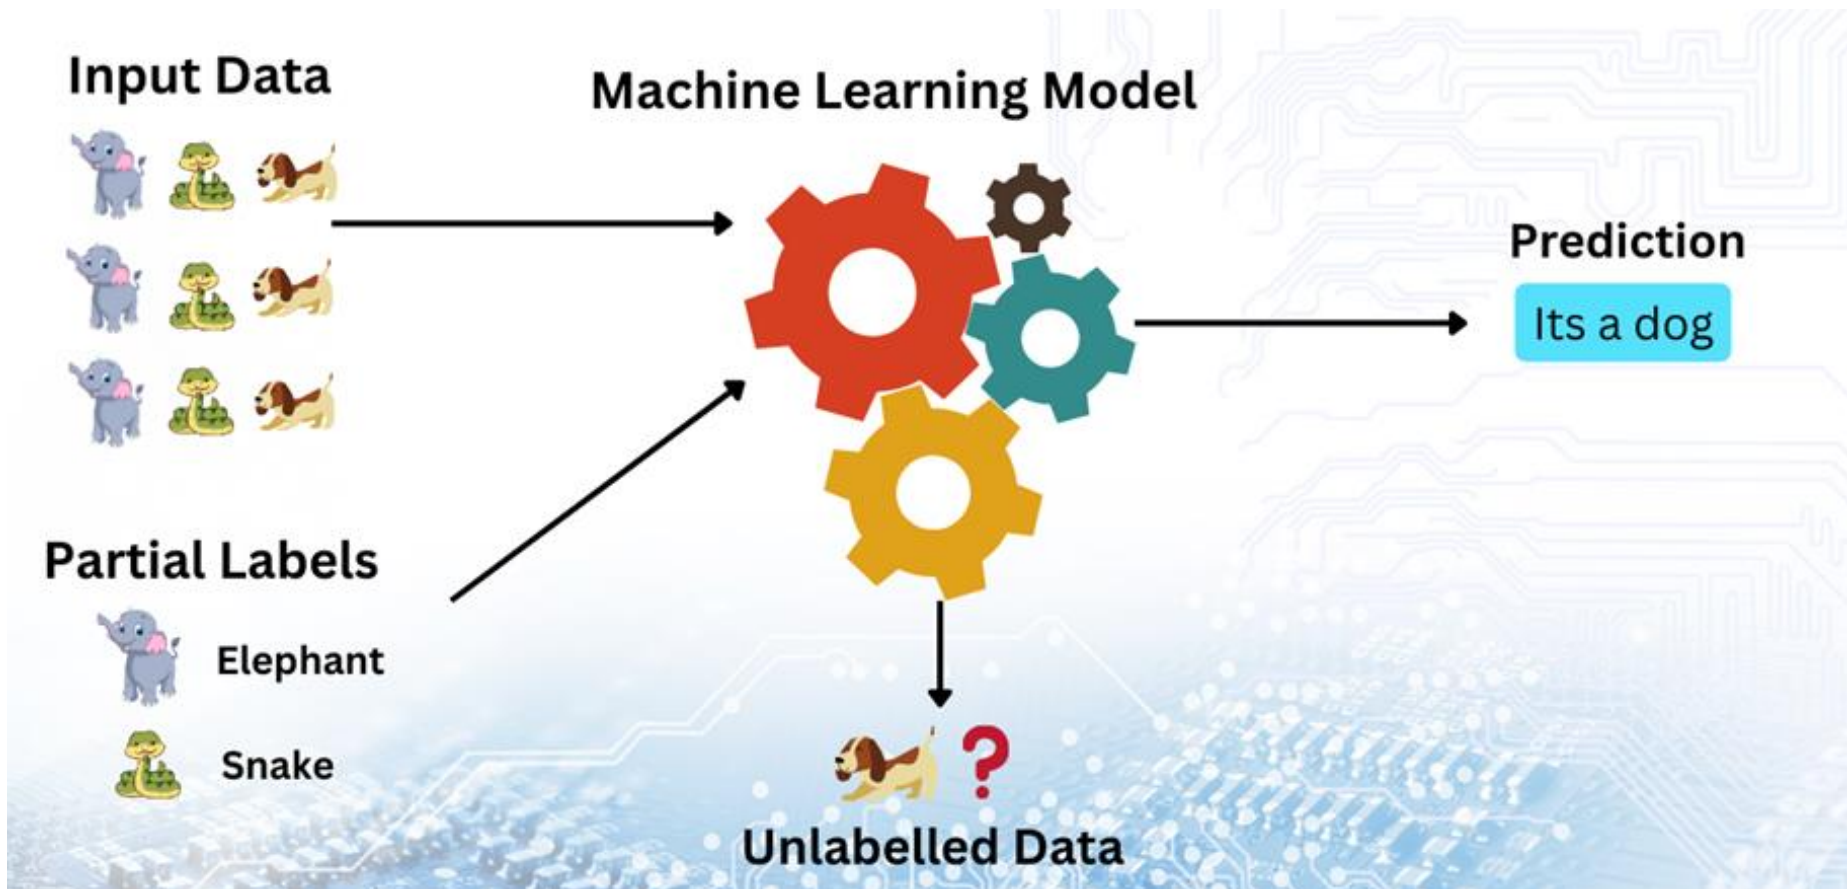 Input Data
Machine Learning Model
Prediction
Its a dog
Partial Labels
Elephant
Snake
?
Unlabelled Data